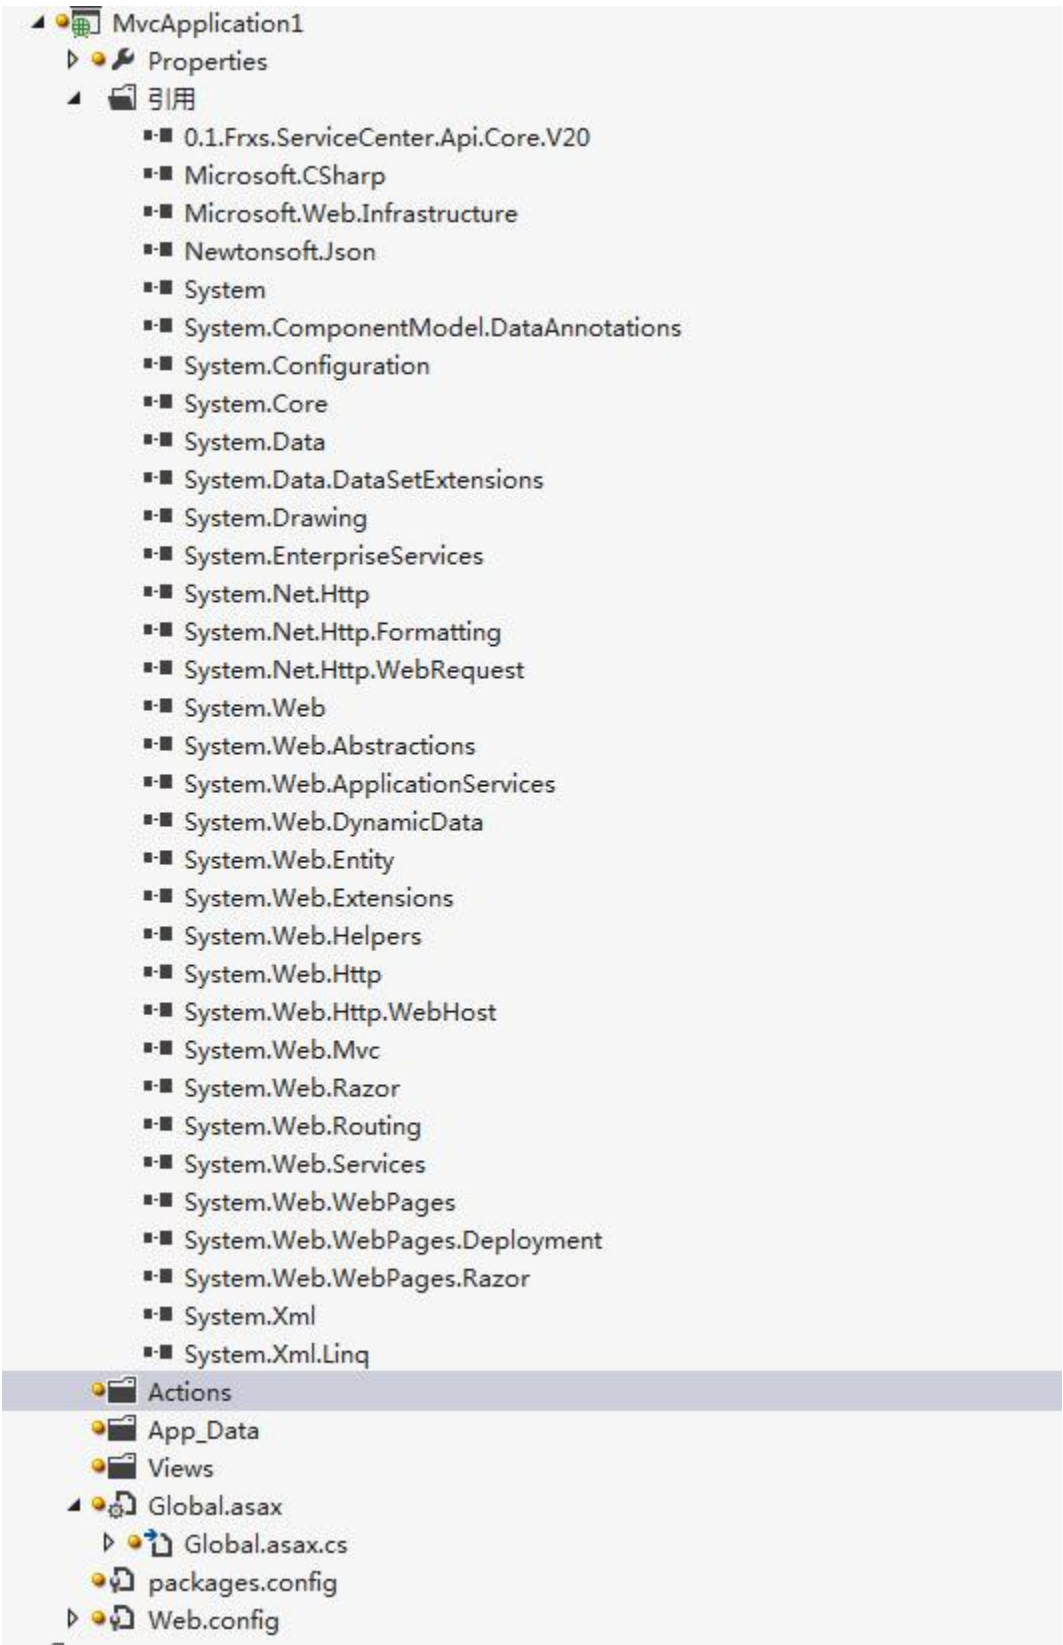 MvcApplication1
Properties
引用
0.1.Frxs.ServiceCenter.Api.Core.V20
Microsoft.CSharp
Microsoft.Web.Infrastructure
Newtonsoft.Json
System
System.ComponentModel.DataAnnotations
System.Configuration
System.Core
System.Data
System.Data.DataSetExtensions
System.Drawing
System.EnterpriseServices
System.Net.Http
System.Net.Http.Formatting
System.Net.Http.WebRequest
System.Web
System.Web.Abstractions
System.Web.ApplicationServices
System.Web.DynamicData
System.Web.Entity
System.Web.Extensions
System.Web.Helpers
System.Web.Http
System.Web.Http.WebHost
System.Web.Mvc
System.Web.Razor
System.Web.Routing
System.Web.Services
System.Web.WebPages
System.Web.WebPages.Deployment
System.Web.WebPages.Razor
System.Xml
System.Xml.Linq
Actions
App_Data
Views
Global.asax
Global.asax.cs
packages.config
Web.config